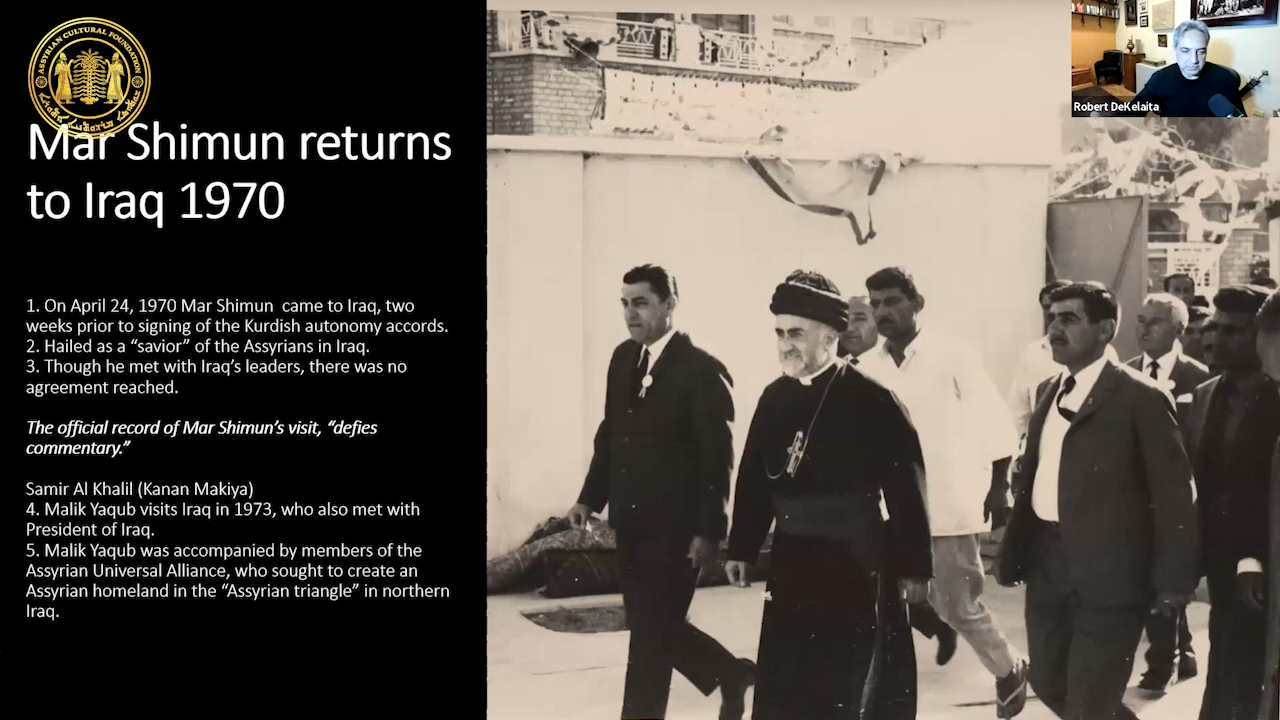 ASSYRIAN CULTURAL FOUNDATION
Mar Shimun returns
to Iraq 1970
1. On April 24, 1970 Mar Shimun came to Iraq, two
weeks prior to signing of the Kurdish autonomy accords.
2. Hailed as a “savior” of the Assyrians in Iraq.
3. Though he met with Iraq’s leaders, there was no
agreement reached.
The official record of Mar Shimun’s visit, “defies
commentary.”
Samir Al Khalil (Kanan Makiya)
4. Malik Yaqub visits Iraq in 1973, who also met with
President of Iraq.
5. Malik Yaqub was accompanied by members of the
Assyrian Universal Alliance, who sought to create an
Assyrian homeland in the “Assyrian triangle” in northern
Iraq.
Robert DeKelaita